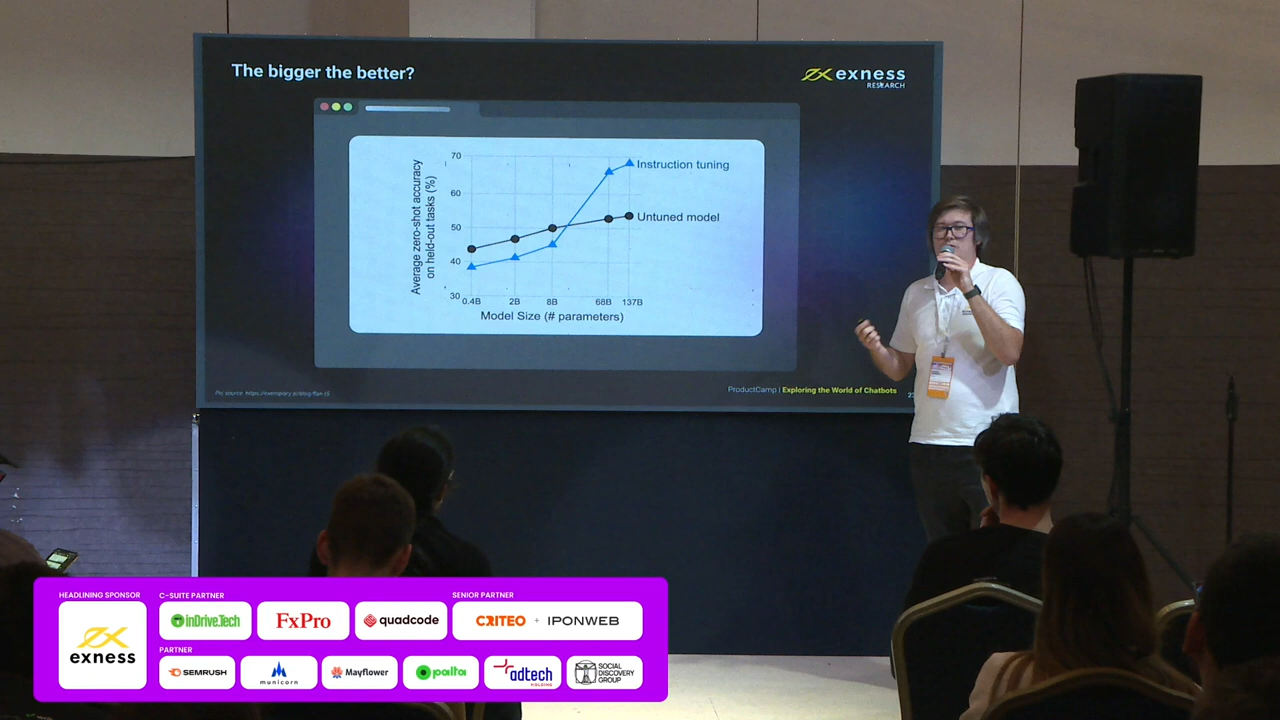 The bigger the better?
exness
RESEARCH
Average zero-shot accuracy
on held-out tasks (%)
70
60
50
40
30
Instruction tuning
Untuned model
0.4B 2B 8B 68B 137B
Model Size (# parameters)
ProductCamp | Exploring the World of Chatbots
HEADLINING SPONSOR
exness
C-SUITE PARTNER
inDrive.Tech
FxPro
quadcode
SENIOR PARTNER
CRITEO + IPONWEB
PARTNER
SEMRUSH
municorn
Mayflower
palta
adtech
HOLDING
SOCIAL
DISCOVERY
GROUP